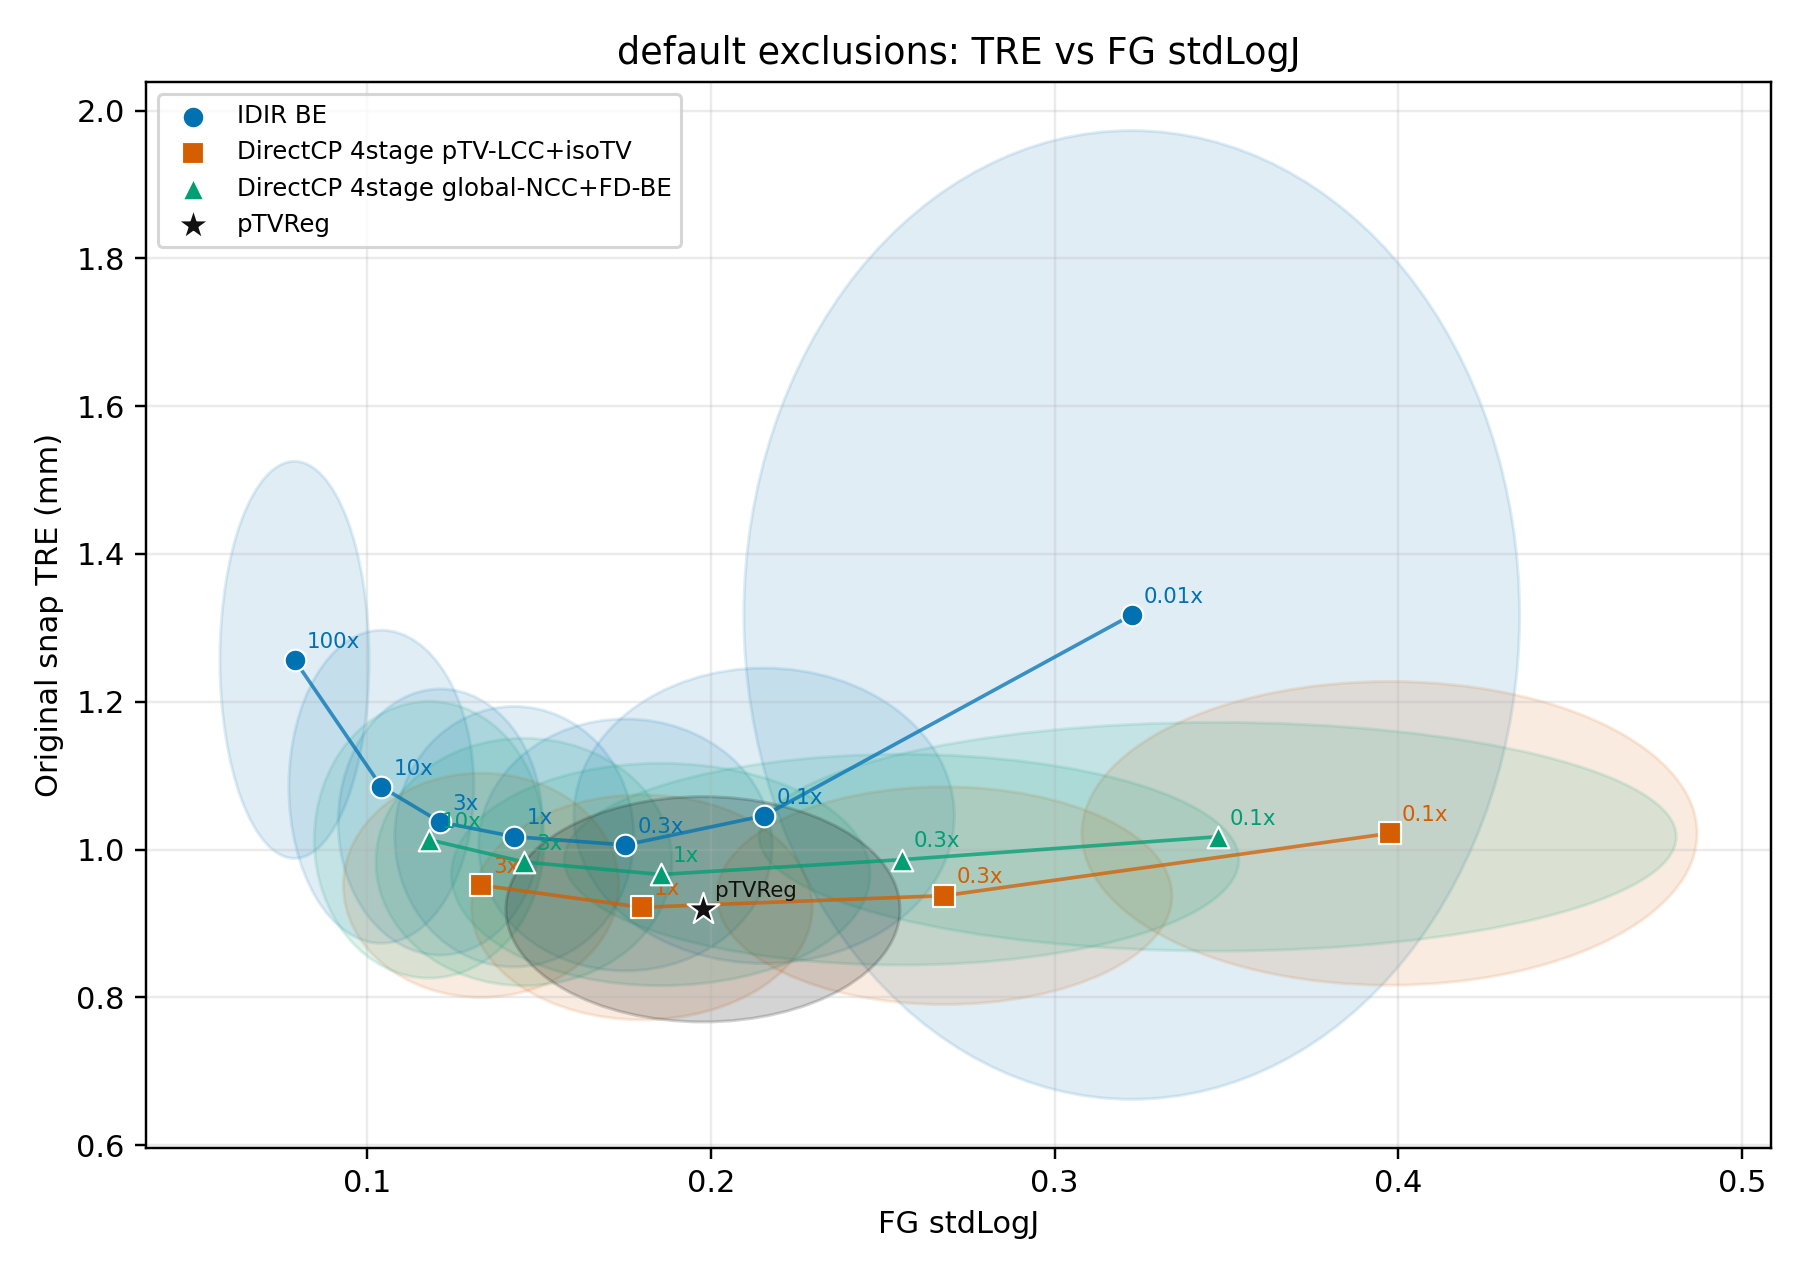 default exclusions: TRE vs FG stdLogJ
IDIR BE
DirectCP 4stage pTV-LCC+isoTV
DirectCP 4stage global-NCC+FD-BE
pTVReg
Original snap TRE (mm)
2.0
1.8
1.6
1.4
1.2
1.0
0.8
0.6
100x
10x
3x
1x
0.3x
0.1x
0.01x
10x
3x
1x
0.3x
0.1x
3x
1x
0.3x
0.1x
pTVReg
0.1
0.2
0.3
0.4
0.5
FG stdLogJ